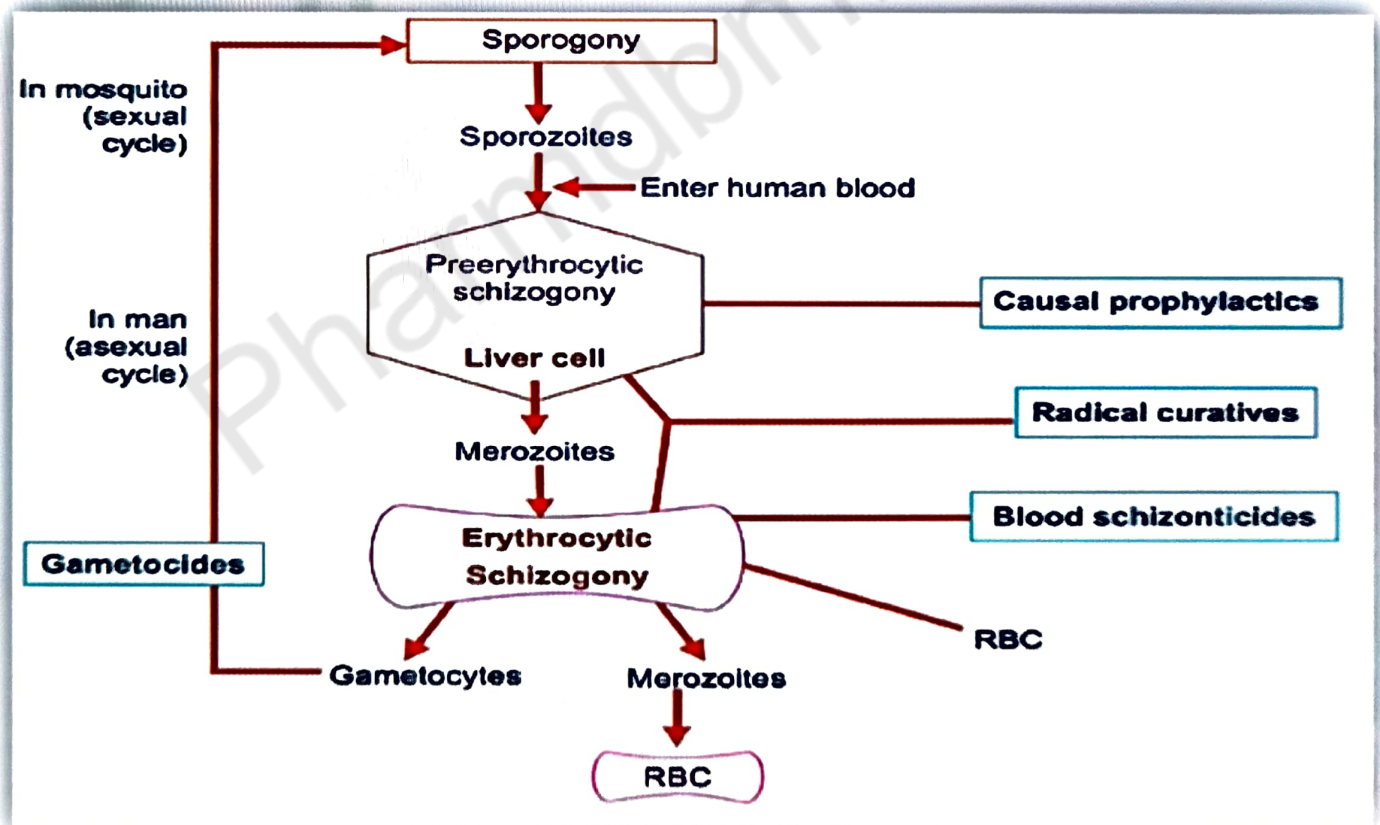 Sporogony
In mosquito
(sexual
cycle)
Sporozoites
Enter human blood
Preerythrocytic
schizogony
Liver cell
Causal prophylactics
In man
(asexual
cycle)
Radical curatives
Merozoites
Blood schizonticides
Erythrocytic
Schizogony
Gametocides
RBC
Gametocytes
Merozoites
RBC